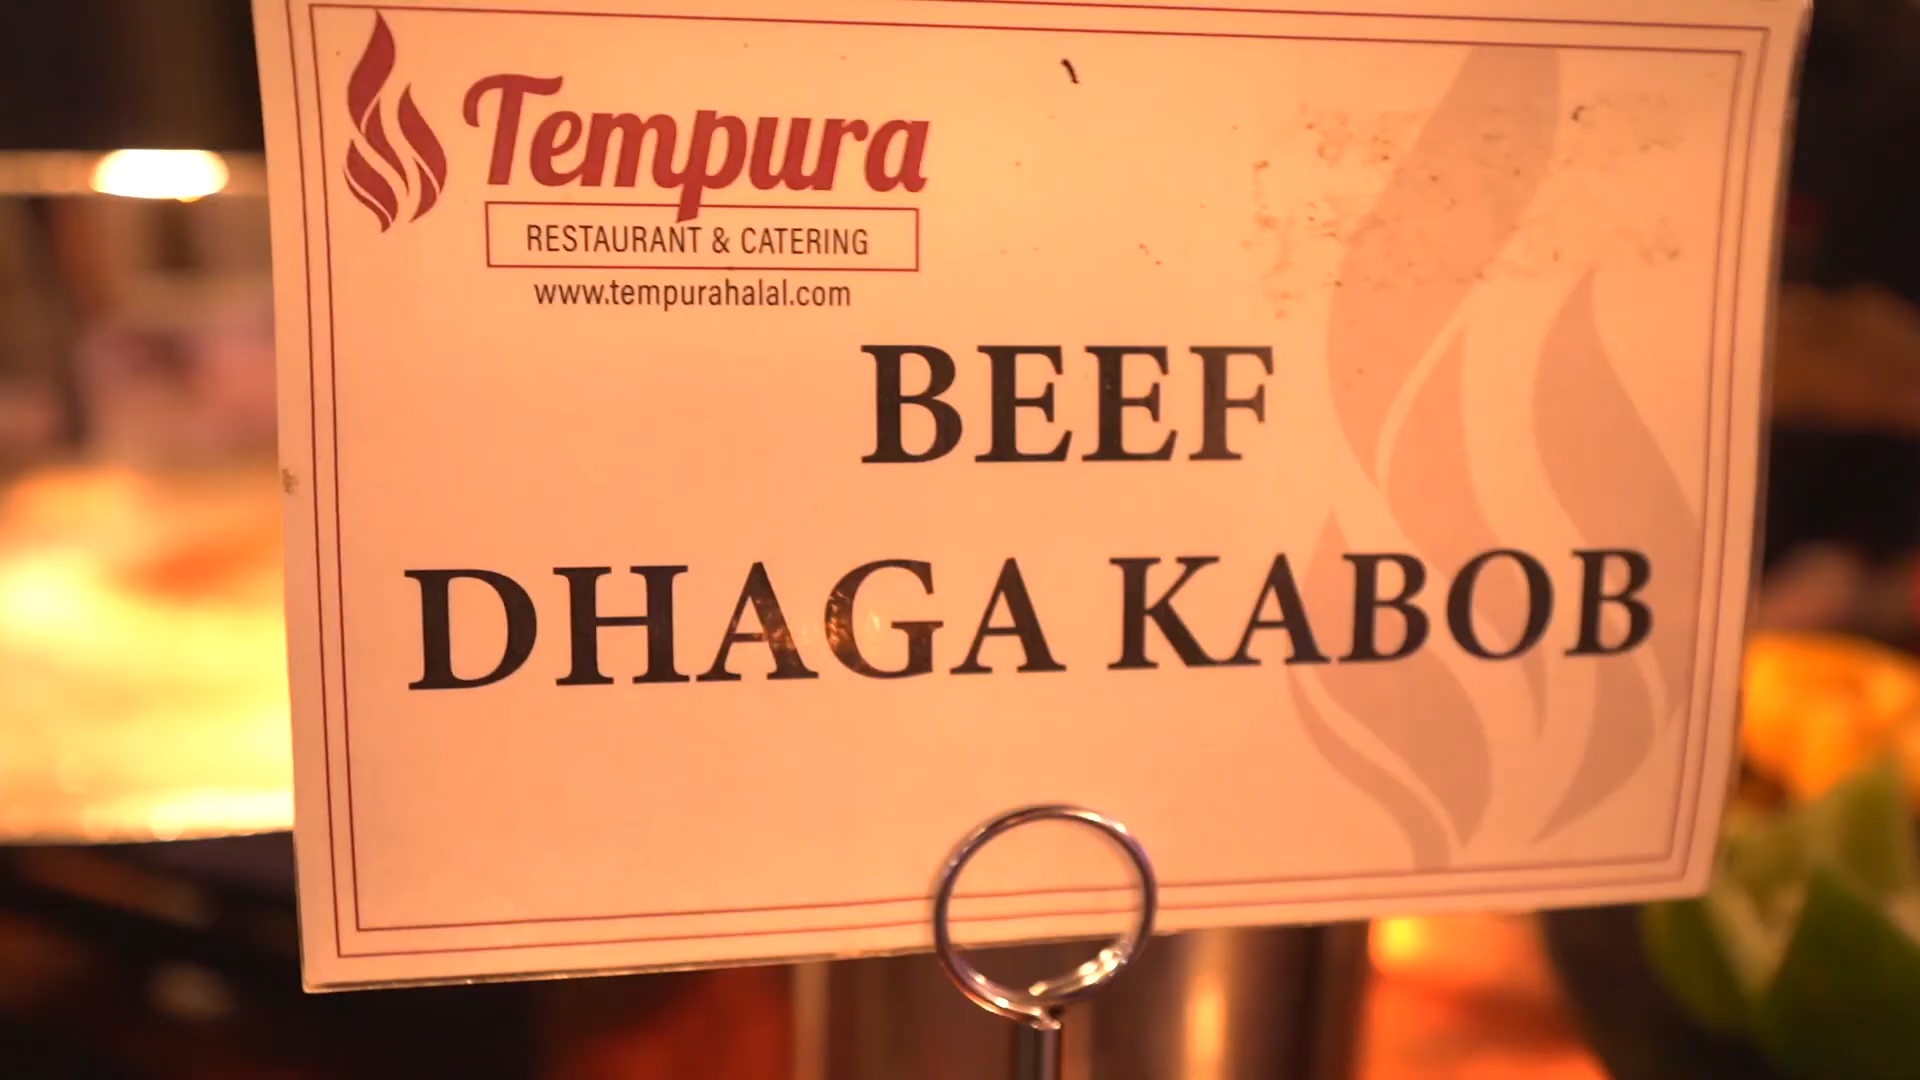 Tempura
RESTAURANT & CATERING
www.tempurahalal.com
BEEF
DHAGA KABOB